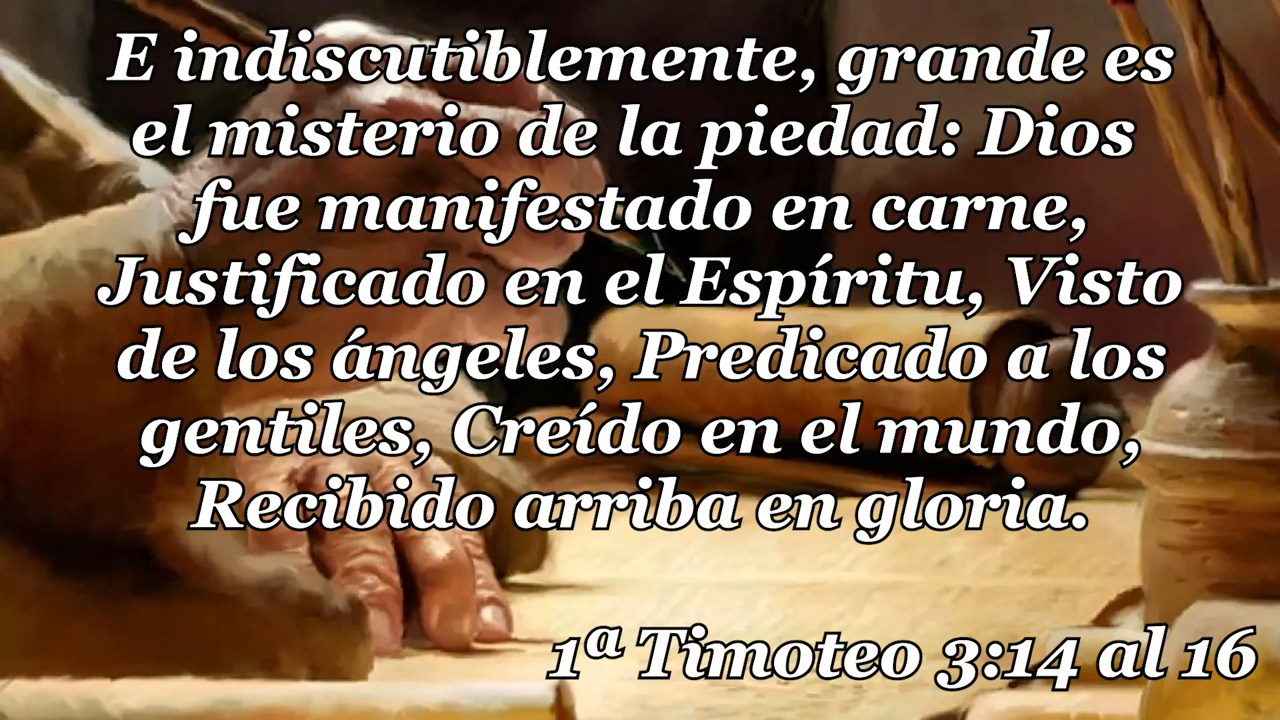 E indiscutiblemente, grande es
el misterio de la piedad: Dios
fue manifestado en carne,
Justificado en el Espíritu, Visto
de los ángeles, Predicado a los
gentiles, Creído en el mundo,
Recibido arriba en gloria.
1ª Timoteo 3:14 al 16